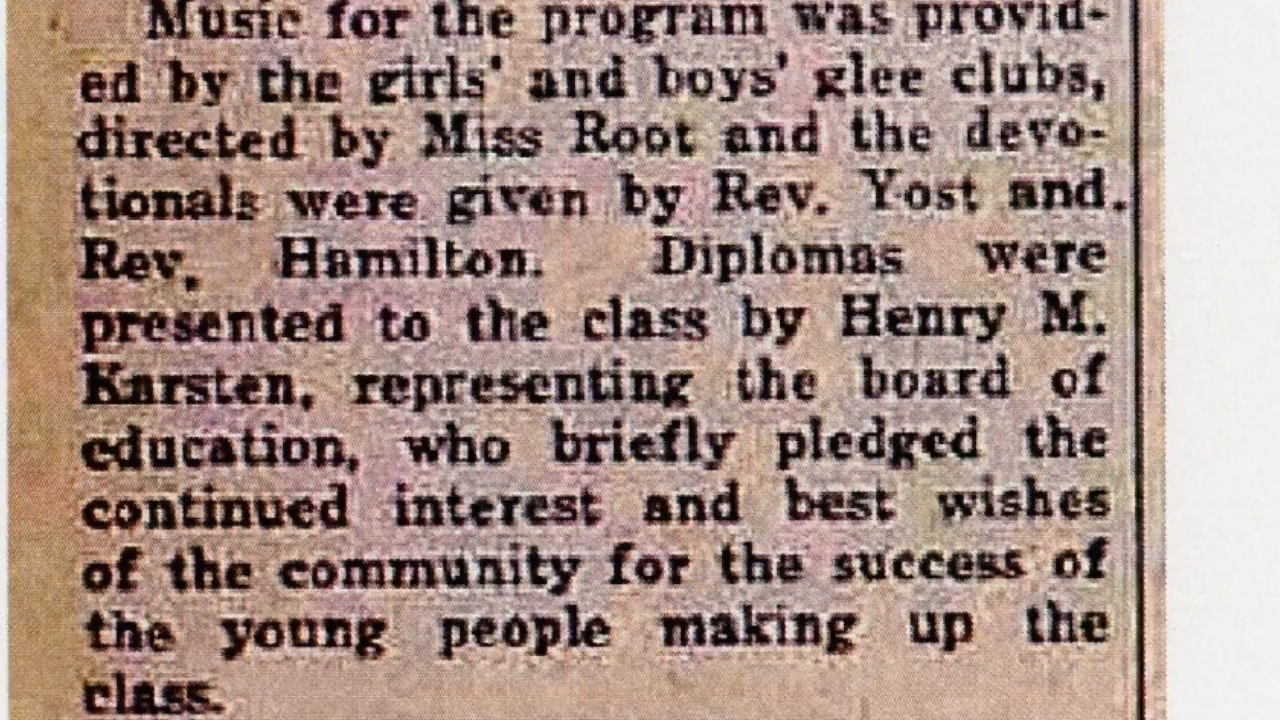 Music for the program was provid-
ed by the girls' and boys' glee clubs,
directed by Miss Root and the devo-
tionals were given by Rev. Yost and.
Rev. Hamilton. Diplomas were
presented to the class by Henry M.
Karsten, representing the board of
education, who briefly pledged the
continued interest and best wishes
of the community for the success of
the young people making up the
class.